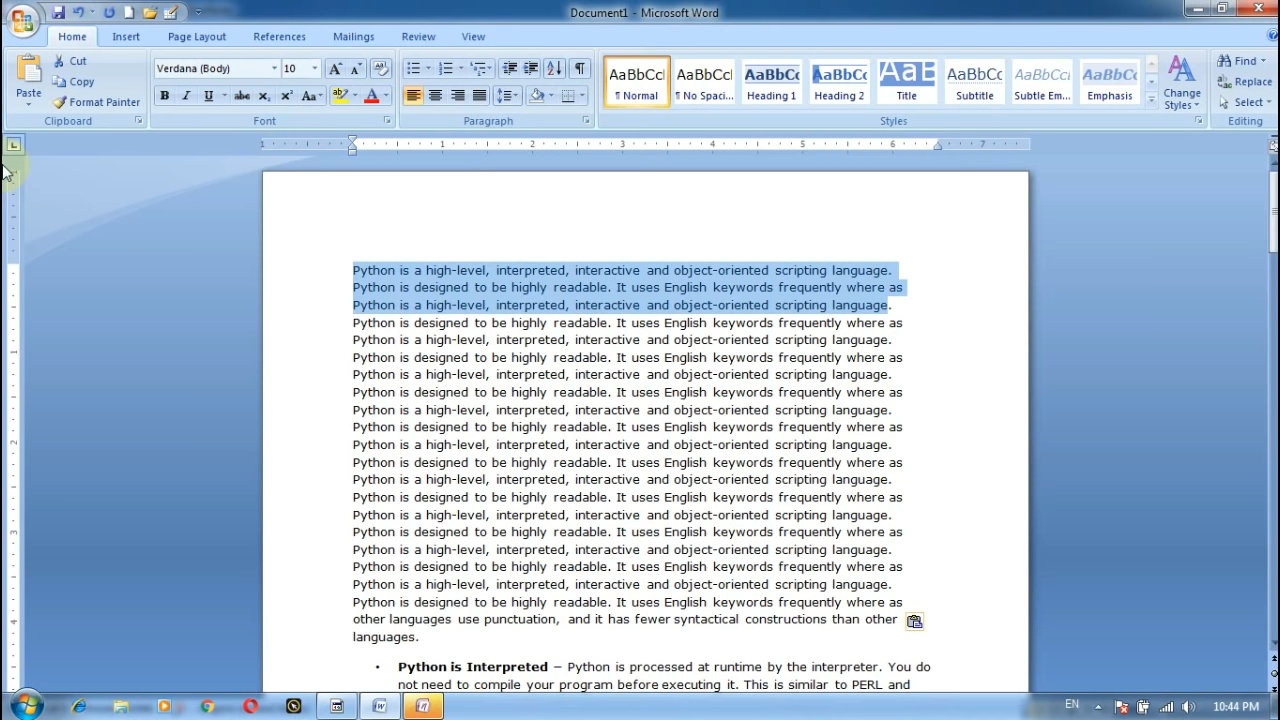 Document1 - Microsoft Word
Home Insert Page Layout References Mailings Review View
Paste
Cut
Copy
Format Painter
Clipboard
Verdana (Body) 10
B I U abc x₂ x² Aa
Font
Paragraph
AaBbCcI AaBbCcI AaBbCc AaBbCc AaB AaBbCcI AaBbCcI AaBbCcI
¶ Normal ¶ No Spaci... Heading 1 Heading 2 Title Subtitle Subtle Em... Emphasis
Change
Styles
Styles
Find
Replace
Select
Editing
1 1 2 3 4 5 6 7
Python is a high-level, interpreted, interactive and object-oriented scripting language.
Python is designed to be highly readable. It uses English keywords frequently where as
Python is a high-level, interpreted, interactive and object-oriented scripting language.
Python is designed to be highly readable. It uses English keywords frequently where as
Python is a high-level, interpreted, interactive and object-oriented scripting language.
Python is designed to be highly readable. It uses English keywords frequently where as
Python is a high-level, interpreted, interactive and object-oriented scripting language.
Python is designed to be highly readable. It uses English keywords frequently where as
Python is a high-level, interpreted, interactive and object-oriented scripting language.
Python is designed to be highly readable. It uses English keywords frequently where as
Python is a high-level, interpreted, interactive and object-oriented scripting language.
Python is designed to be highly readable. It uses English keywords frequently where as
Python is a high-level, interpreted, interactive and object-oriented scripting language.
Python is designed to be highly readable. It uses English keywords frequently where as
Python is a high-level, interpreted, interactive and object-oriented scripting language.
Python is designed to be highly readable. It uses English keywords frequently where as
Python is a high-level, interpreted, interactive and object-oriented scripting language.
Python is designed to be highly readable. It uses English keywords frequently where as
Python is a high-level, interpreted, interactive and object-oriented scripting language.
Python is designed to be highly readable. It uses English keywords frequently where as
other languages use punctuation, and it has fewer syntactical constructions than other
languages.
• Python is Interpreted − Python is processed at runtime by the interpreter. You do
not need to compile your program before executing it. This is similar to PERL and
1
2
3
4
EN 10:44 PM